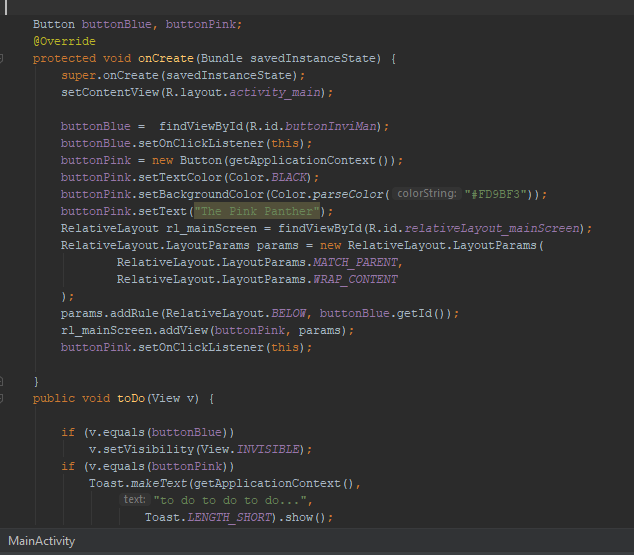 Button buttonBlue, buttonPink;
@Override
protected void onCreate(Bundle savedInstanceState) {
super.onCreate(savedInstanceState);
setContentView(R.layout.activity_main);
buttonBlue =  findViewById(R.id.buttonInviMan);
buttonBlue.setOnClickListener(this);
buttonPink = new Button(getApplicationContext());
buttonPink.setTextColor(Color.BLACK);
buttonPink.setBackgroundColor(Color.parseColor( colorString: "#FD9BF3"));
buttonPink.setText("The Pink Panther");
RelativeLayout rl_mainScreen = findViewById(R.id.relativeLayout_mainScreen);
RelativeLayout.LayoutParams params = new RelativeLayout.LayoutParams(
RelativeLayout.LayoutParams.MATCH_PARENT,
RelativeLayout.LayoutParams.WRAP_CONTENT
);
params.addRule(RelativeLayout.BELOW, buttonBlue.getId());
rl_mainScreen.addView(buttonPink, params);
buttonPink.setOnClickListener(this);
}
public void toDo(View v) {
if (v.equals(buttonBlue))
v.setVisibility(View.INVISIBLE);
if (v.equals(buttonPink))
Toast.makeText(getApplicationContext(),
text: "to do to do to do...",
Toast.LENGTH_SHORT).show();
MainActivity